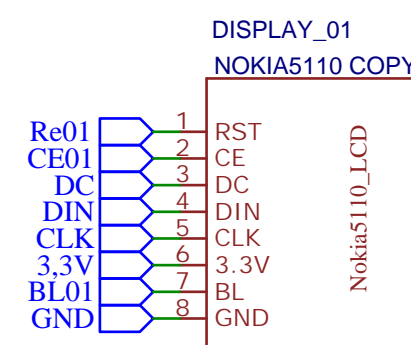 DISPLAY_01
NOKIA5110 COPY
Re01 1 RST
CE01 2 CE
DC 3 DC
DIN 4 DIN
CLK 5 CLK
3,3V 6 3.3V
BL01 7 BL
GND 8 GND
Nokia5110_LCD